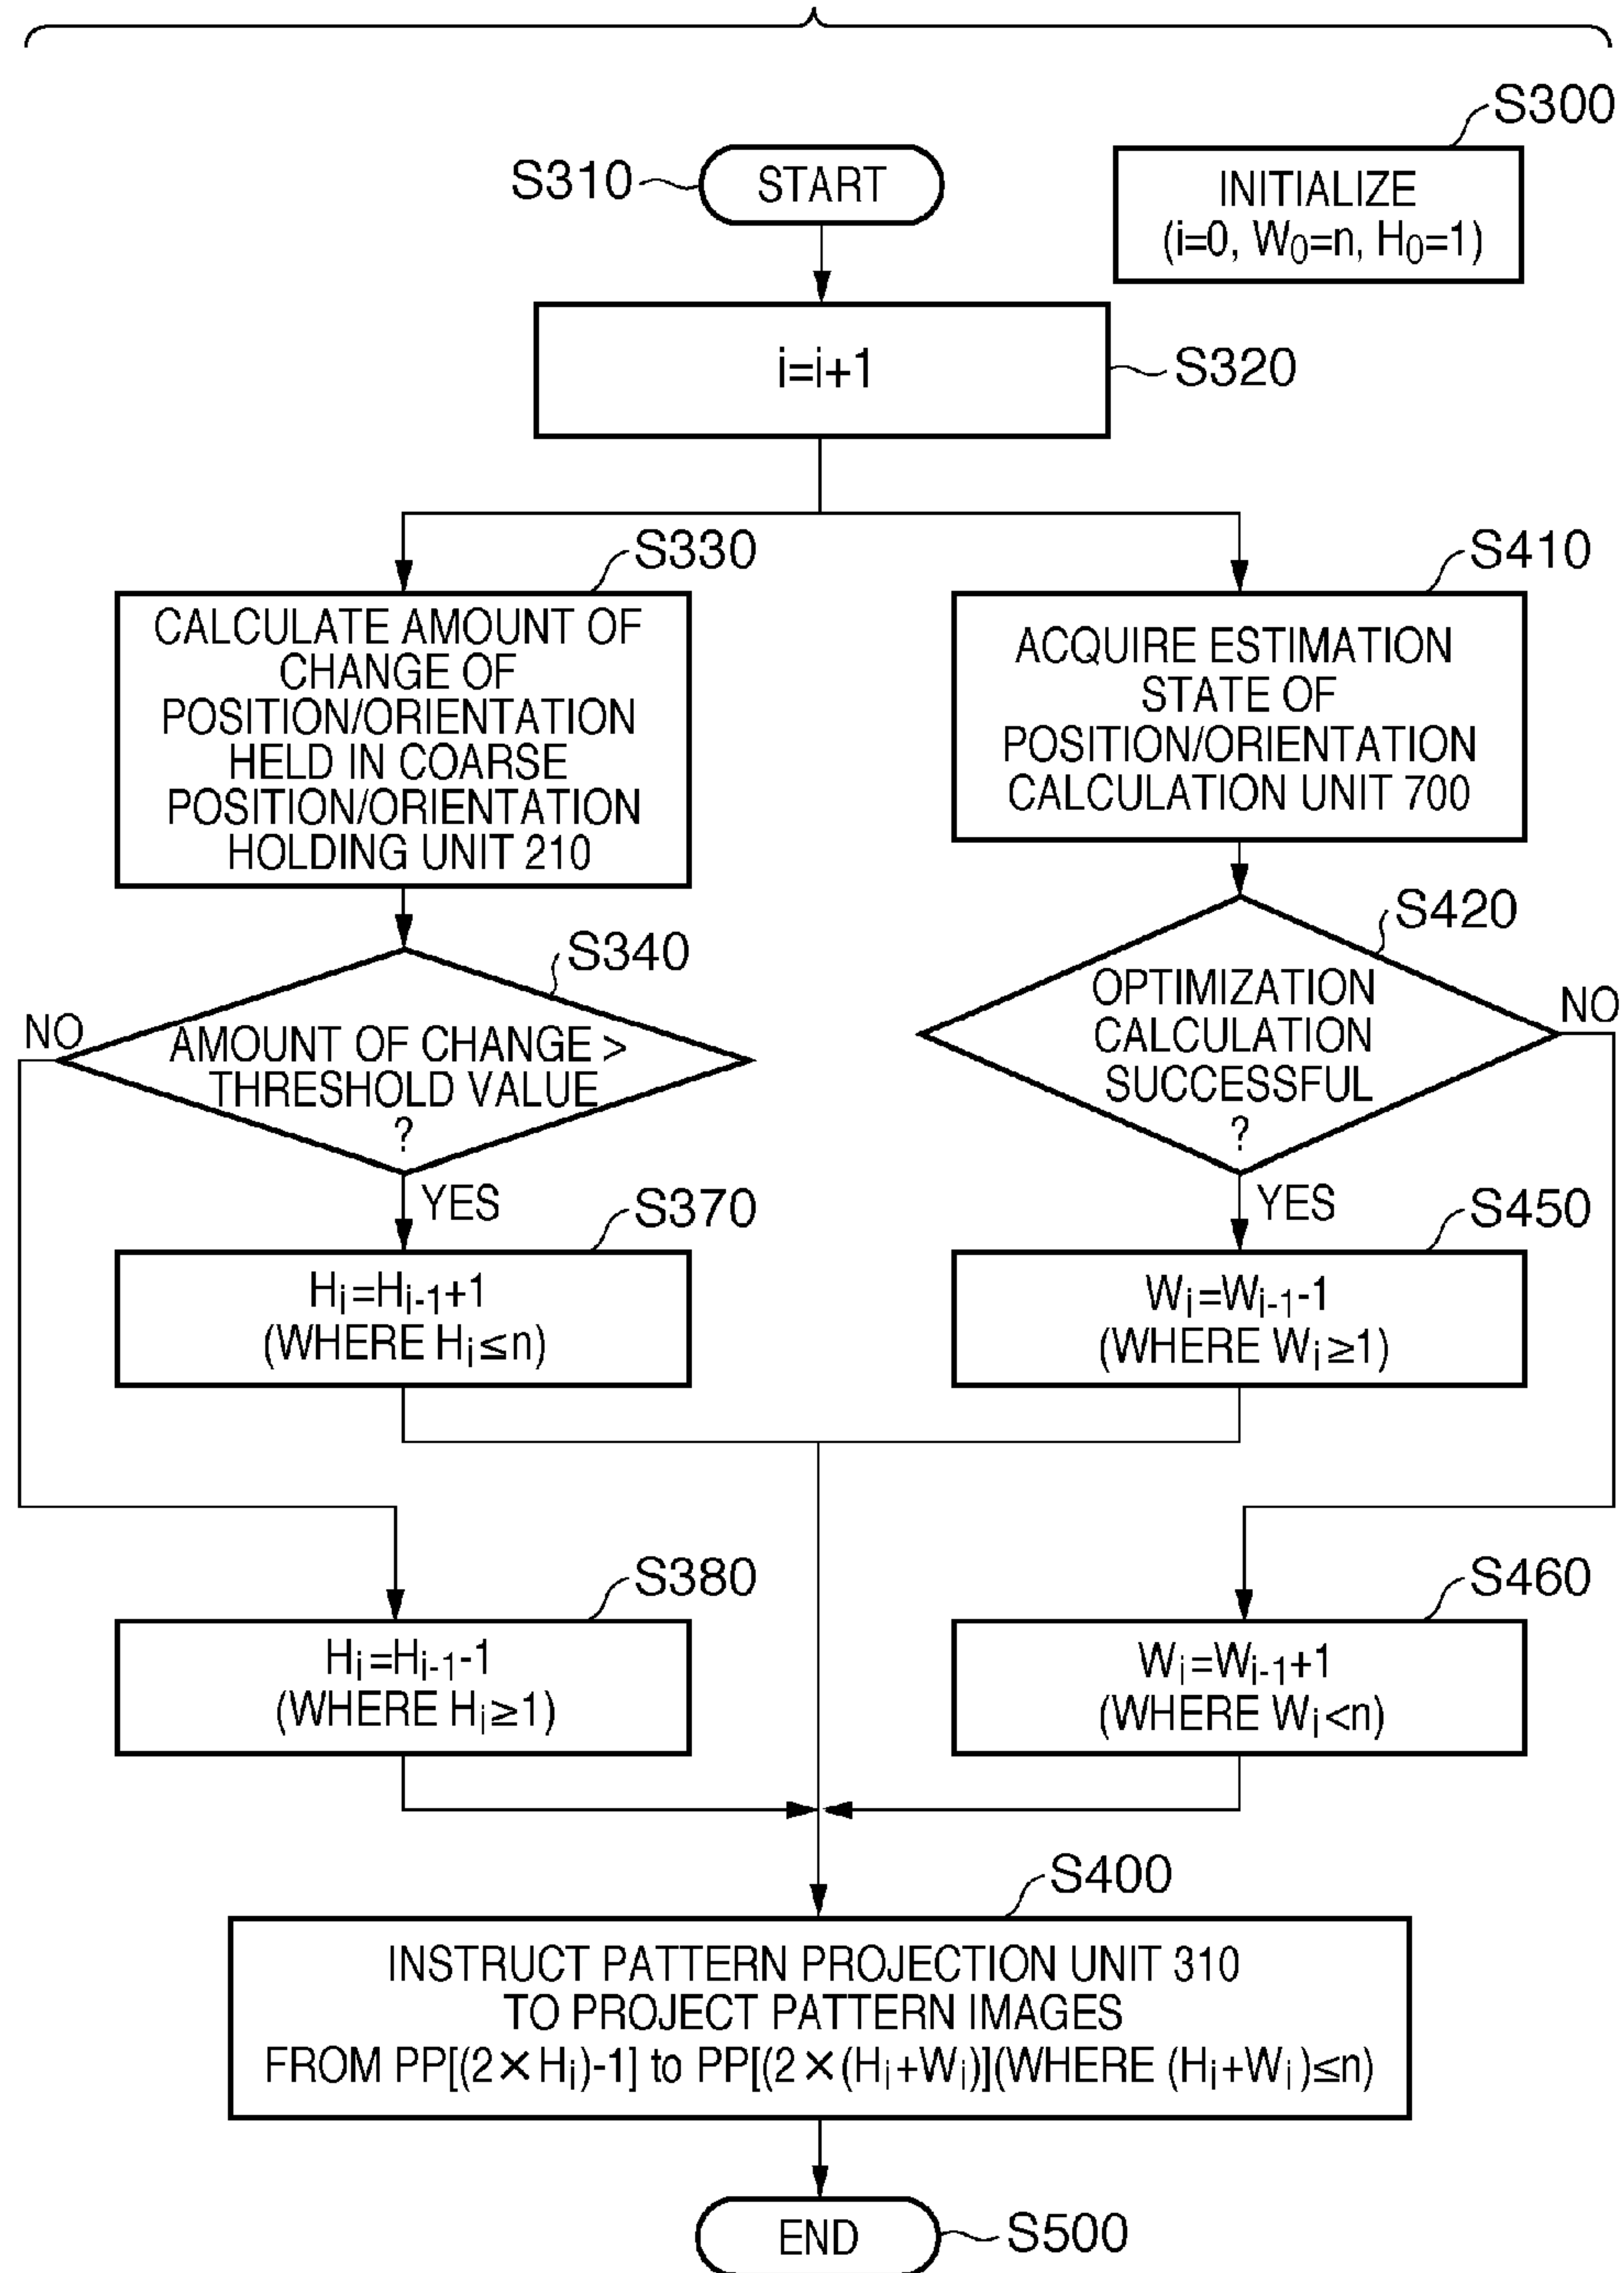 S300
S310
START
INITIALIZE
(i=0, W0=n, H0=1)
i=i+1
S320
S330
CALCULATE AMOUNT OF
CHANGE OF
POSITION/ORIENTATION
HELD IN COARSE
POSITION/ORIENTATION
HOLDING UNIT 210
S410
ACQUIRE ESTIMATION
STATE OF
POSITION/ORIENTATION
CALCULATION UNIT 700
S340
NO
AMOUNT OF CHANGE >
THRESHOLD VALUE
?
YES
S420
OPTIMIZATION
CALCULATION
SUCCESSFUL
?
NO
YES
S370
Hi=Hi-1+1
(WHERE Hi≤n)
S450
Wi=Wi-1-1
(WHERE Wi≥1)
S380
Hi=Hi-1-1
(WHERE Hi≥1)
S460
Wi=Wi-1+1
(WHERE Wi<n)
S400
INSTRUCT PATTERN PROJECTION UNIT 310
TO PROJECT PATTERN IMAGES
FROM PP[(2×Hi)-1] to PP[(2×(Hi+Wi)](WHERE (Hi+Wi)≤n)
END
S500